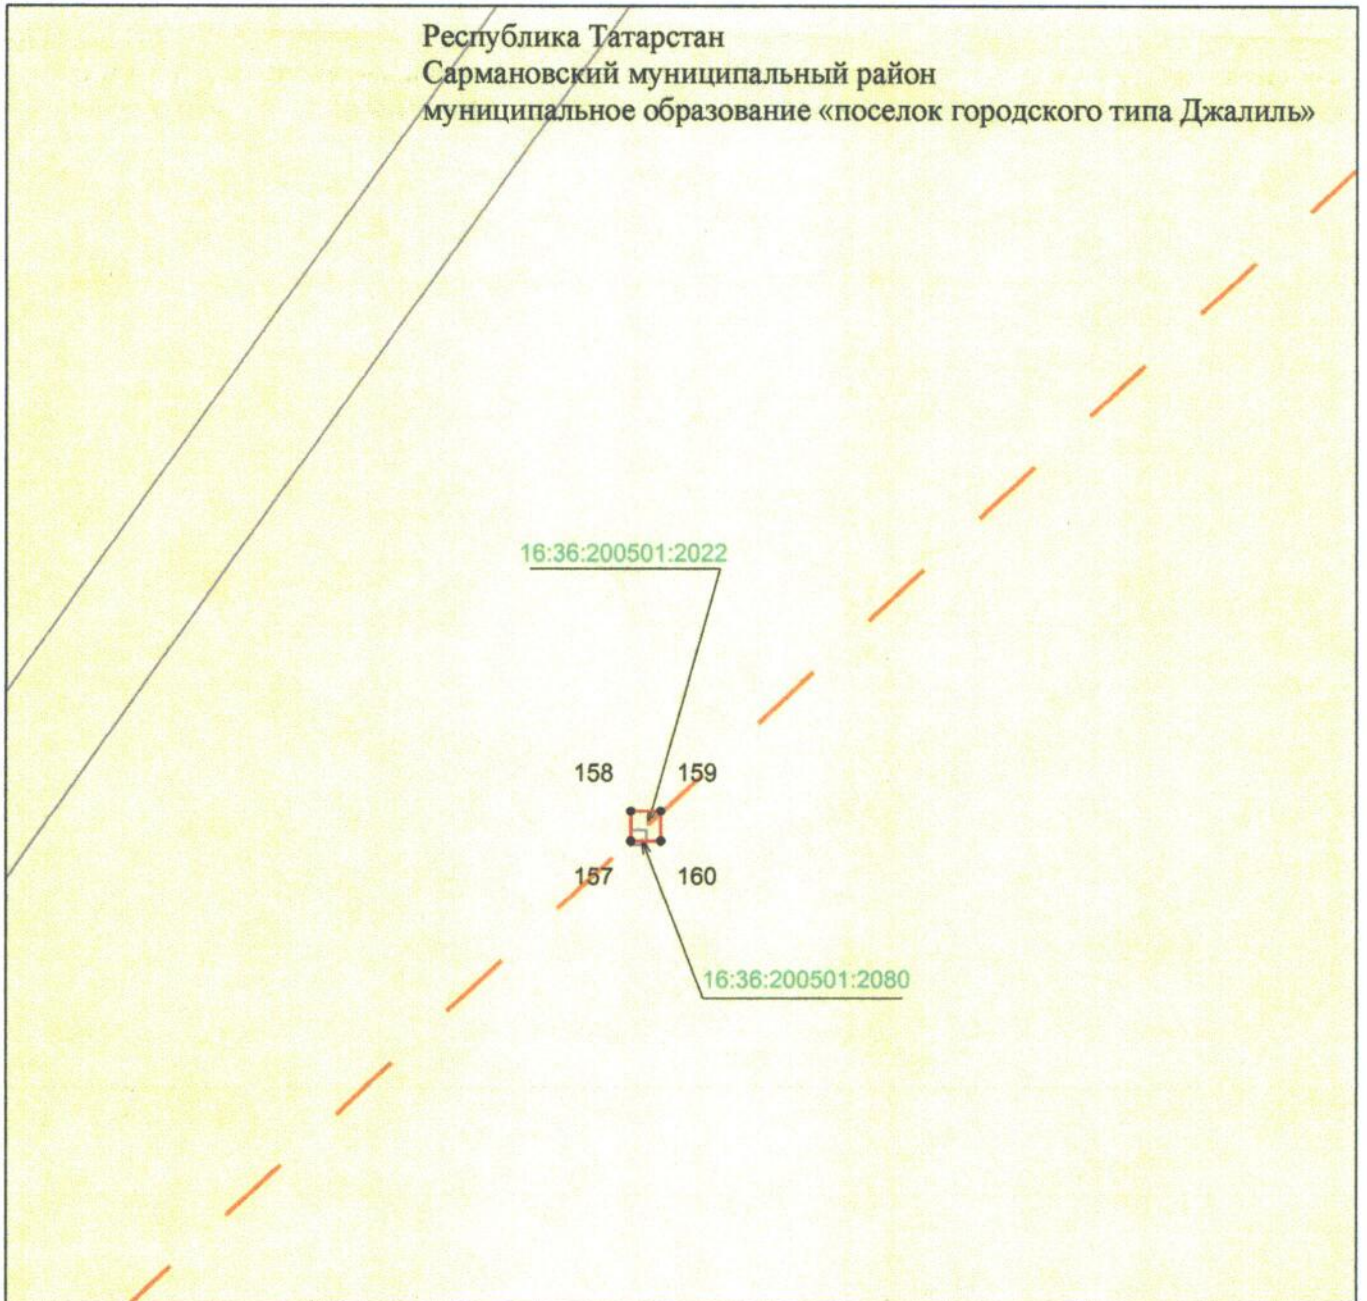 Республика Татарстан
Сармановский муниципальный район
муниципальное образование «поселок городского типа Джалиль»
16:36:200501:2022
158
159
157
160
16:36:200501:2080